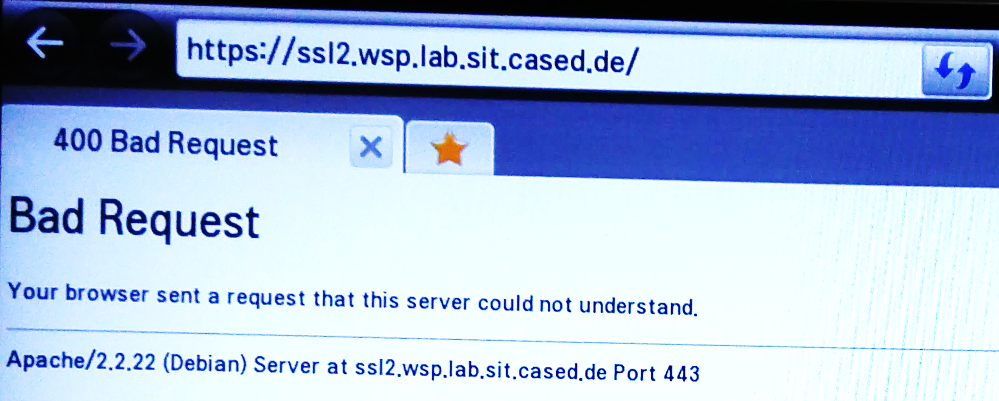 https://ssl2.wsp.lab.sit.cased.de/
400 Bad Request
Bad Request
Your browser sent a request that this server could not understand.
Apache/2.2.22 (Debian) Server at ssl2.wsp.lab.sit.cased.de Port 443